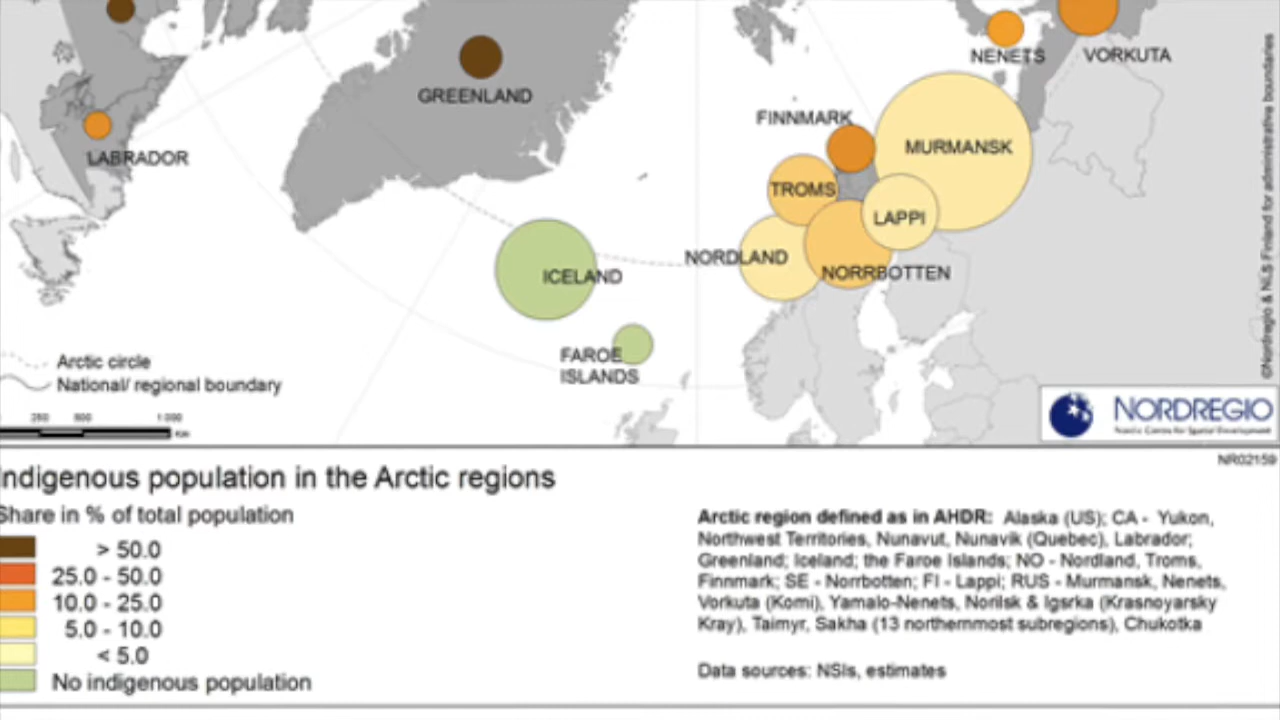 NENETS
VORKUTA
GREENLAND
FINNMARK
MURMANSK
LABRADOR
TROMS
LAPPI
NORDLAND
ICELAND
NORRBOTTEN
FAROE
ISLANDS
Arctic circle
National/ regional boundary
250 500 1 000
Km
©Nordregio & NLS Finland for administrative boundaries
NORDREGIO
Nordic Centre for Spatial Development
NR02159
Indigenous population in the Arctic regions
Share in % of total population
> 50.0
25.0 - 50.0
10.0 - 25.0
5.0 - 10.0
< 5.0
No indigenous population
Arctic region defined as in AHDR: Alaska (US); CA - Yukon,
Northwest Territories, Nunavut, Nunavik (Quebec), Labrador;
Greenland; Iceland; the Faroe Islands; NO - Nordland, Troms,
Finnmark; SE - Norrbotten; FI - Lappi; RUS - Murmansk, Nenets,
Vorkuta (Komi), Yamalo-Nenets, Norilsk & Igsrka (Krasnoyarsky
Kray), Taimyr, Sakha (13 northernmost subregions), Chukotka
Data sources: NSIs, estimates